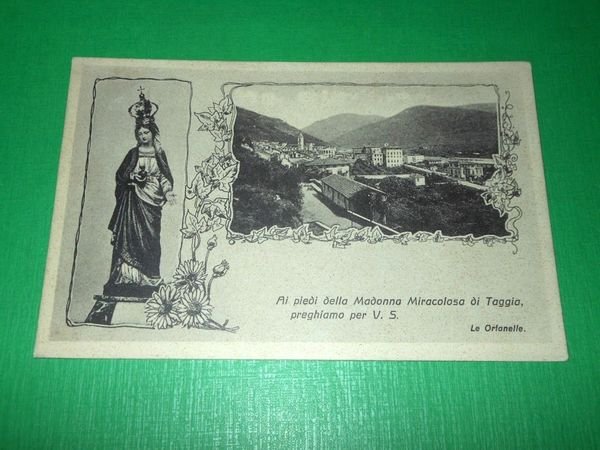 Ai piedi della Madonna Miracolosa di Taggia,
preghiamo per V. S.
Le Orfanelle.